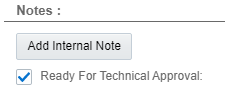 Notes :
Add Internal Note
Ready For Technical Approval: